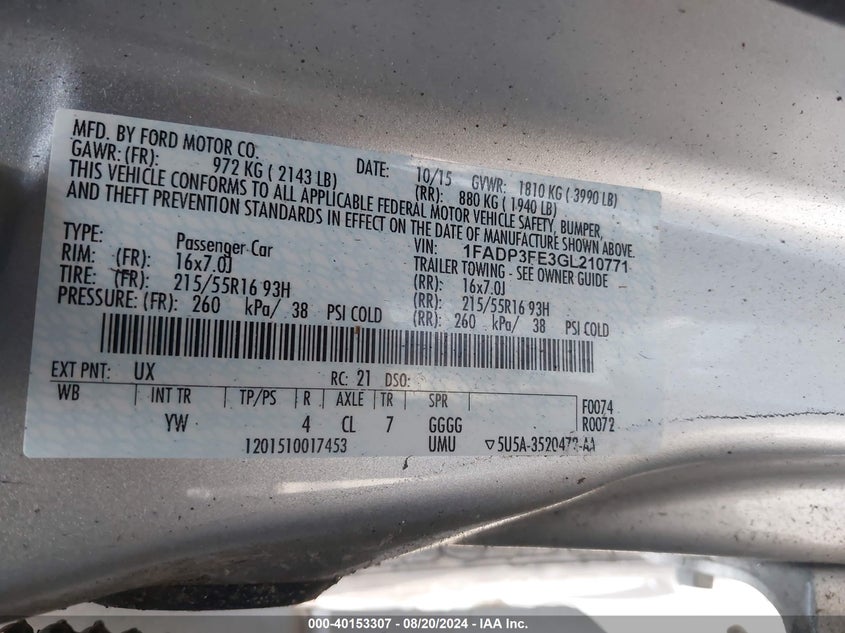 MFD. BY FORD MOTOR CO. DATE: 10/15 GVWR: 1810 KG ( 3990 LB)
GAWR: (FR): 972 KG ( 2143 LB) (RR): 880 KG ( 1940 LB)
THIS VEHICLE CONFORMS TO ALL APPLICABLE FEDERAL MOTOR VEHICLE SAFETY, BUMPER,
AND THEFT PREVENTION STANDARDS IN EFFECT ON THE DATE OF MANUFACTURE SHOWN ABOVE.
VIN: 1FADP3FE3GL210771
TYPE: Passenger Car TRAILER TOWING - SEE OWNER GUIDE
RIM: (FR): 16x7.0J (RR): 16x7.0J
TIRE: (FR): 215/55R16 93H (RR): 215/55R16 93H
PRESSURE: (FR): 260 kPa/ 38 PSI COLD (RR): 260 kPa/ 38 PSI COLD
EXT PNT: UX RC: 21 DSO:
WB INT TR TP/PS R AXLE TR SPR F0074
YW 4 CL 7 GGGG R0072
1201510017453 UMU ▽5U5A-3520472-AA
000-40153307 - 08/20/2024 - IAA, Inc.